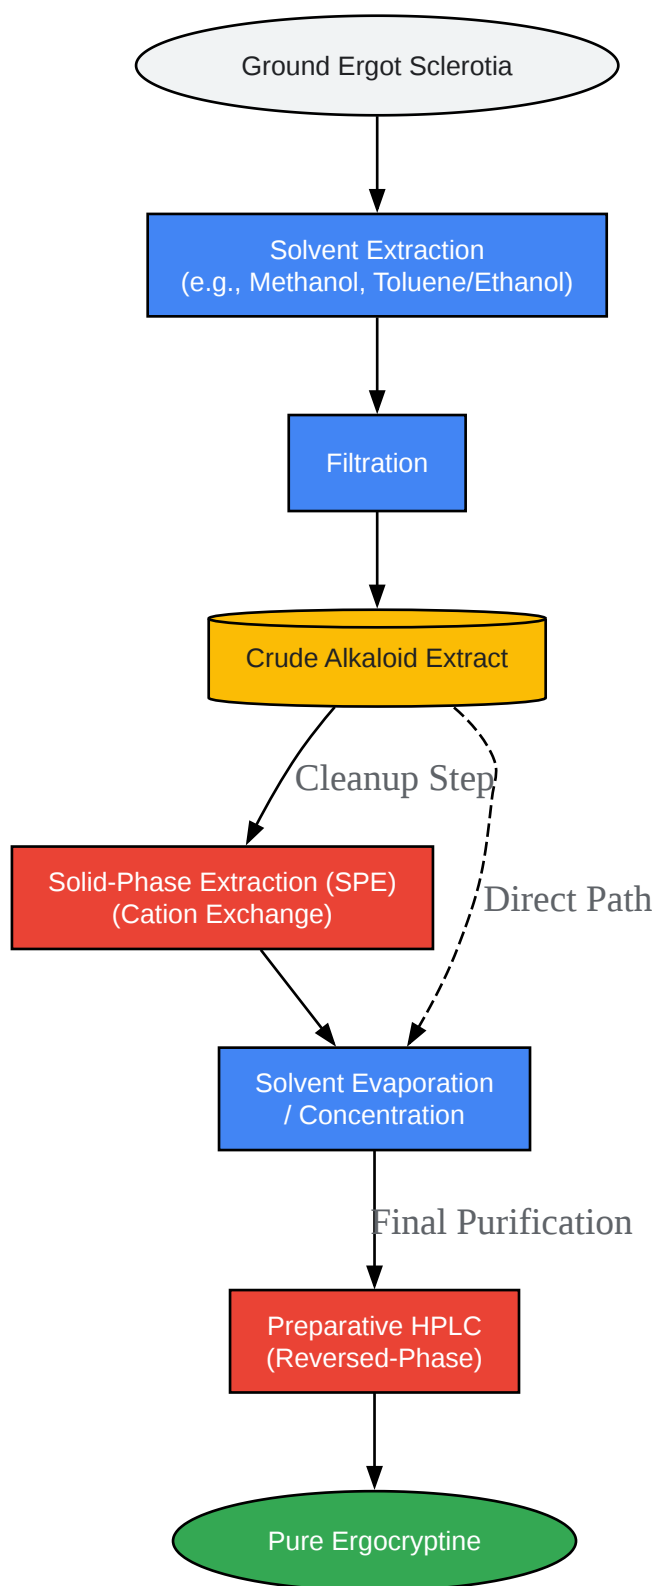 Ground Ergot Sclerotia
Solvent Extraction
(e.g., Methanol, Toluene/Ethanol)
Filtration
Crude Alkaloid Extract
Cleanup Step
Solid-Phase Extraction (SPE)
(Cation Exchange)
Direct Path
Solvent Evaporation
/ Concentration
Final Purification
Preparative HPLC
(Reversed-Phase)
Pure Ergocryptine